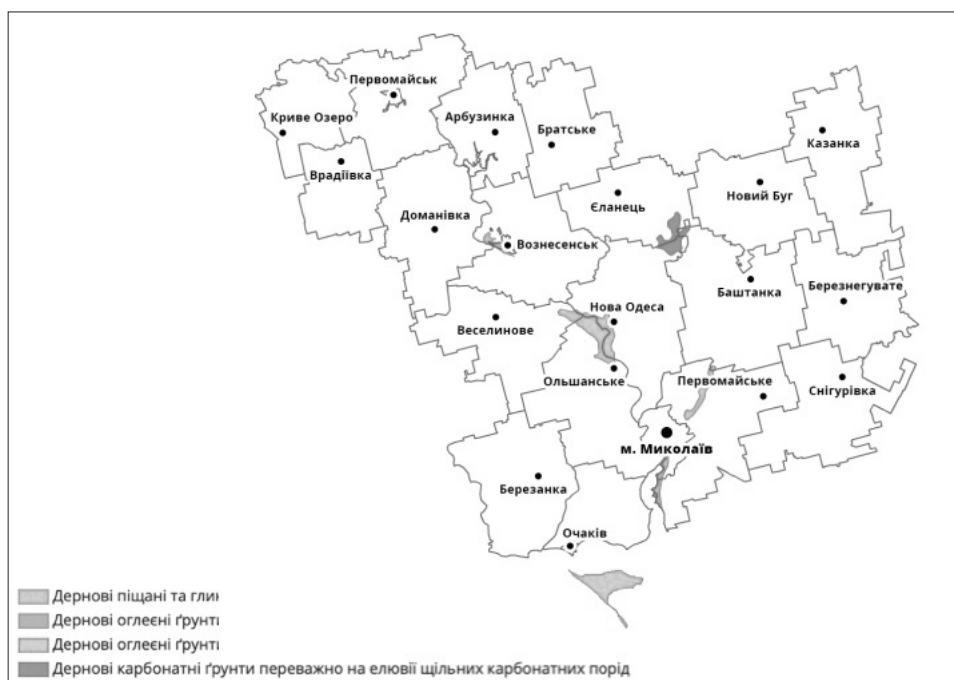 Первомайськ
Криве Озеро
Арбузинка
Братське
Казанка
Врадіївка
Новий Буг
Єланець
Доманівка
Вознесенськ
Баштанка
Березнегувате
Нова Одеса
Веселинове
Ольшанське
Первомайське
Снігурівка
м. Миколаїв
Березанка
Очаків
Дернові піщані та
Дернові оглеєні ґрунти
Дернові оглеєні ґрунти
Дернові карбонатні ґрунти переважно на елювії щільних карбонатних порід